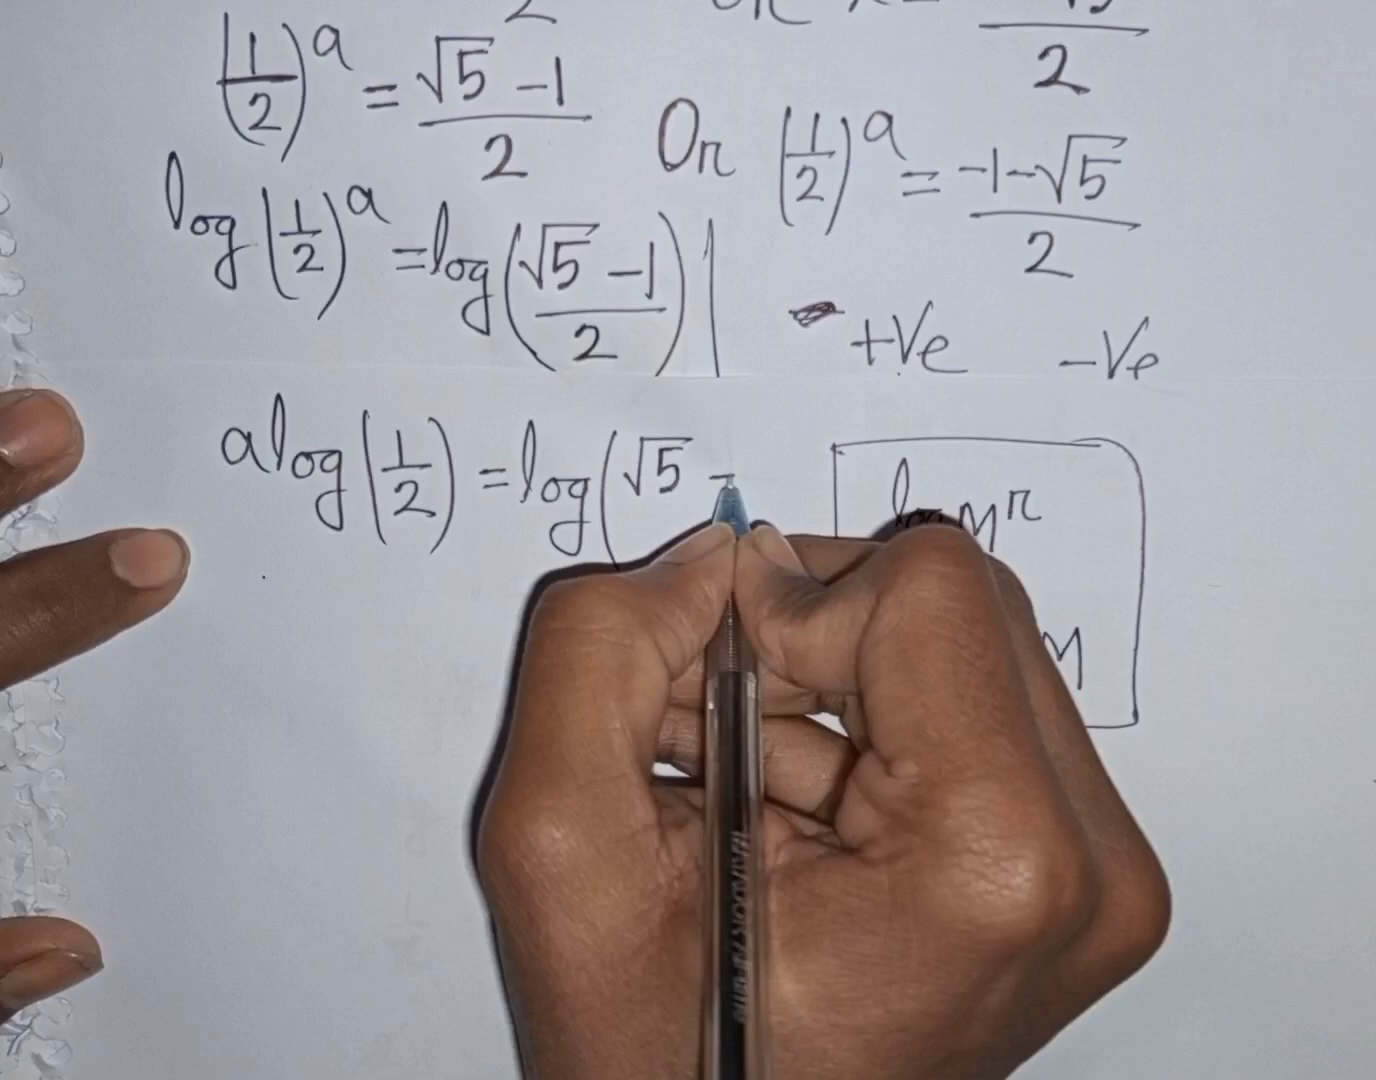 (1/2)^a = (√5 - 1)/2 Or (1/2)^a = (-1-√5)/2
log(1/2)^a = log((√5 - 1)/2) |
+Ve -Ve
a log(1/2) = log(√5 -
M^r
M